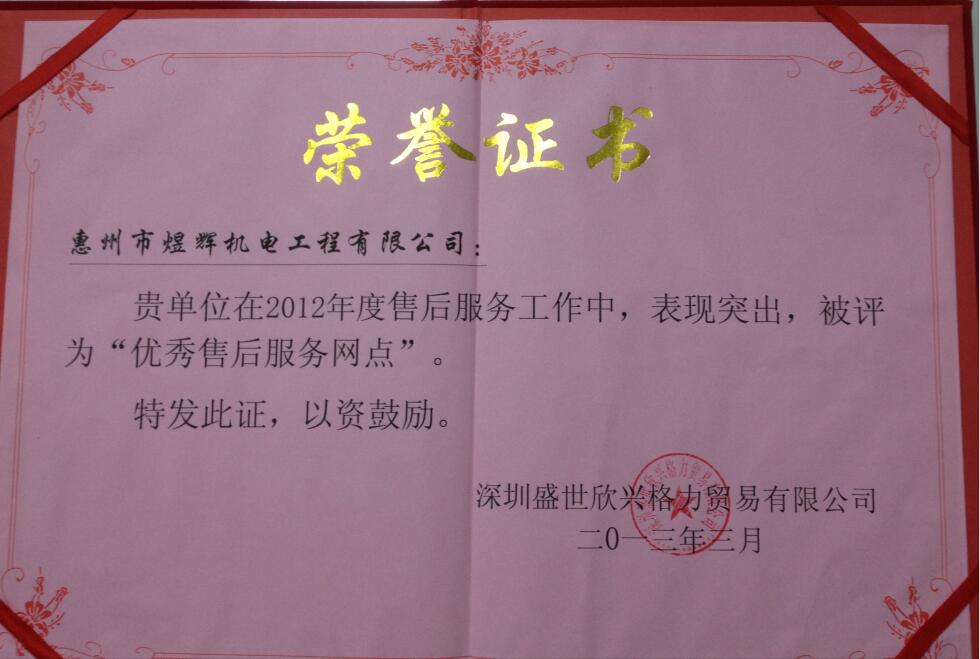 荣誉证书
惠州市煜辉机电工程有限公司：
贵单位在2012年度售后服务工作中，表现突出，被评
为“优秀售后服务网点”。
特发此证，以资鼓励。
深圳盛世欣兴格力贸易有限公司
二0一三年三月